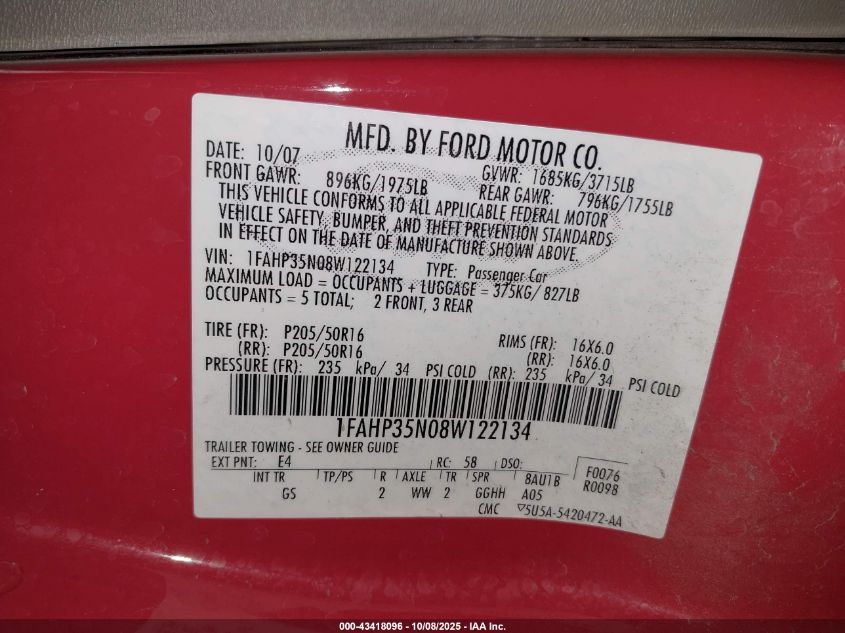 MFD. BY FORD MOTOR CO.
DATE: 10/07 GVWR: 1685KG/3715LB
FRONT GAWR: 896KG/1975LB REAR GAWR: 796KG/1755LB
THIS VEHICLE CONFORMS TO ALL APPLICABLE FEDERAL MOTOR
VEHICLE SAFETY, BUMPER, AND THEFT PREVENTION STANDARDS
IN EFFECT ON THE DATE OF MANUFACTURE SHOWN ABOVE.
VIN: 1FAHP35N08W122134 TYPE: Passenger Car
MAXIMUM LOAD = OCCUPANTS + LUGGAGE = 375KG/ 827LB
OCCUPANTS = 5 TOTAL; 2 FRONT, 3 REAR
TIRE (FR): P205/50R16 RIMS (FR): 16X6.0
(RR): P205/50R16 (RR): 16X6.0
PRESSURE (FR): 235 kPa/ 34 PSI COLD (RR): 235 kPa/ 34 PSI COLD
1FAHP35N08W122134
TRAILER TOWING - SEE OWNER GUIDE
EXT PNT: E4 RC: 58 DSO: F0076
INT TR TP/PS R AXLE TR SPR 8AU1B R0098
GS 2 WW 2 GGHH A05
CMC ▽5U5A-5420472-AA
000-43418096 - 10/08/2025 - IAA Inc.